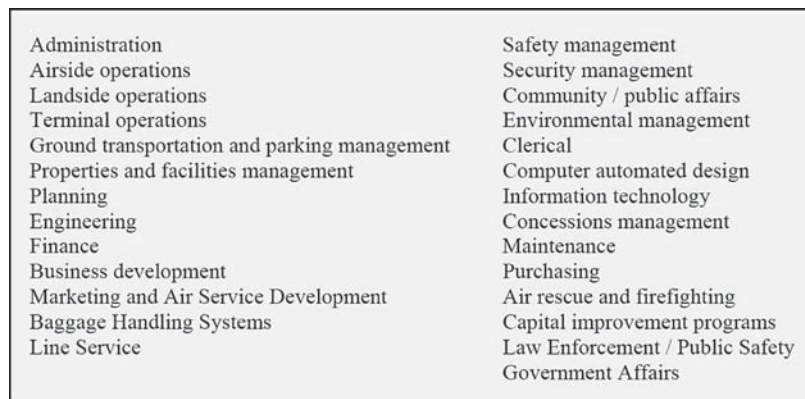 Administration
Airside operations
Landside operations
Terminal operations
Ground transportation and parking management
Properties and facilities management
Planning
Engineering
Finance
Business development
Marketing and Air Service Development
Baggage Handling Systems
Line Service
Safety management
Security management
Community / public affairs
Environmental management
Clerical
Computer automated design
Information technology
Concessions management
Maintenance
Purchasing
Air rescue and firefighting
Capital improvement programs
Law Enforcement / Public Safety
Government Affairs